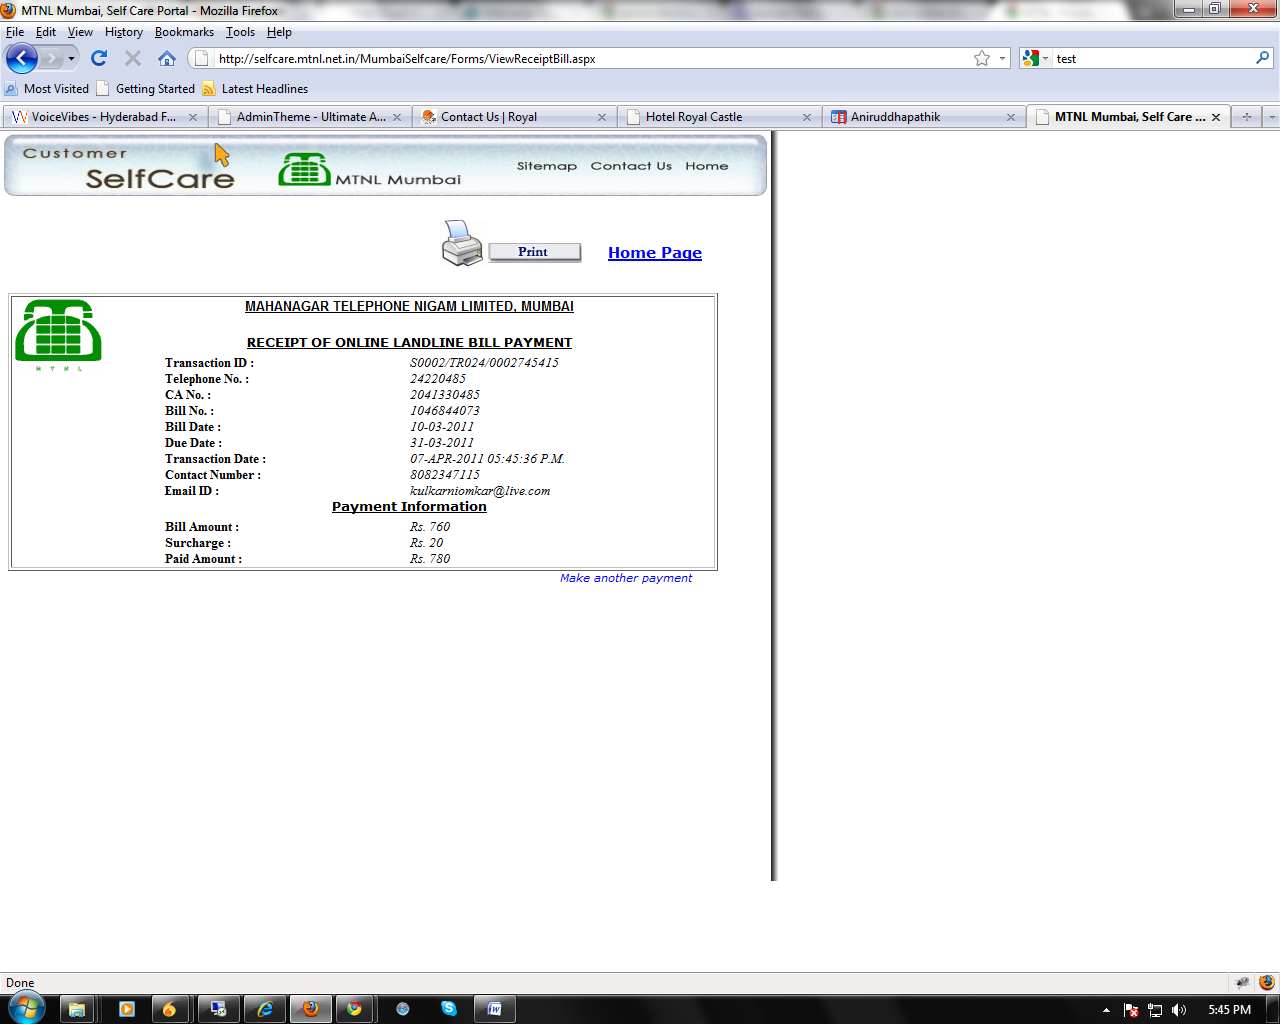 MTNL Mumbai, Self Care Portal - Mozilla Firefox
File Edit View History Bookmarks Tools Help
http://selfcare.mtnl.net.in/MumbaiSelfcare/Forms/ViewReceiptBill.aspx test
Most Visited Getting Started Latest Headlines
VoiceVibes - Hyderabad F... AdminTheme - Ultimate A... Contact Us | Royal Hotel Royal Castle Aniruddhapathik MTNL Mumbai, Self Care ...
Customer
SelfCare MTNL Mumbai Sitemap Contact Us Home
Print Home Page
MAHANAGAR TELEPHONE NIGAM LIMITED, MUMBAI
RECEIPT OF ONLINE LANDLINE BILL PAYMENT
M T N L
Transaction ID : S0002/TR024/0002745415
Telephone No. : 24220485
CA No. : 2041330485
Bill No. : 1046844073
Bill Date : 10-03-2011
Due Date : 31-03-2011
Transaction Date : 07-APR-2011 05:45:36 P.M.
Contact Number : 8082347115
Email ID : kulkarniomkar@live.com
Payment Information
Bill Amount : Rs. 760
Surcharge : Rs. 20
Paid Amount : Rs. 780
Make another payment
Done
5:45 PM